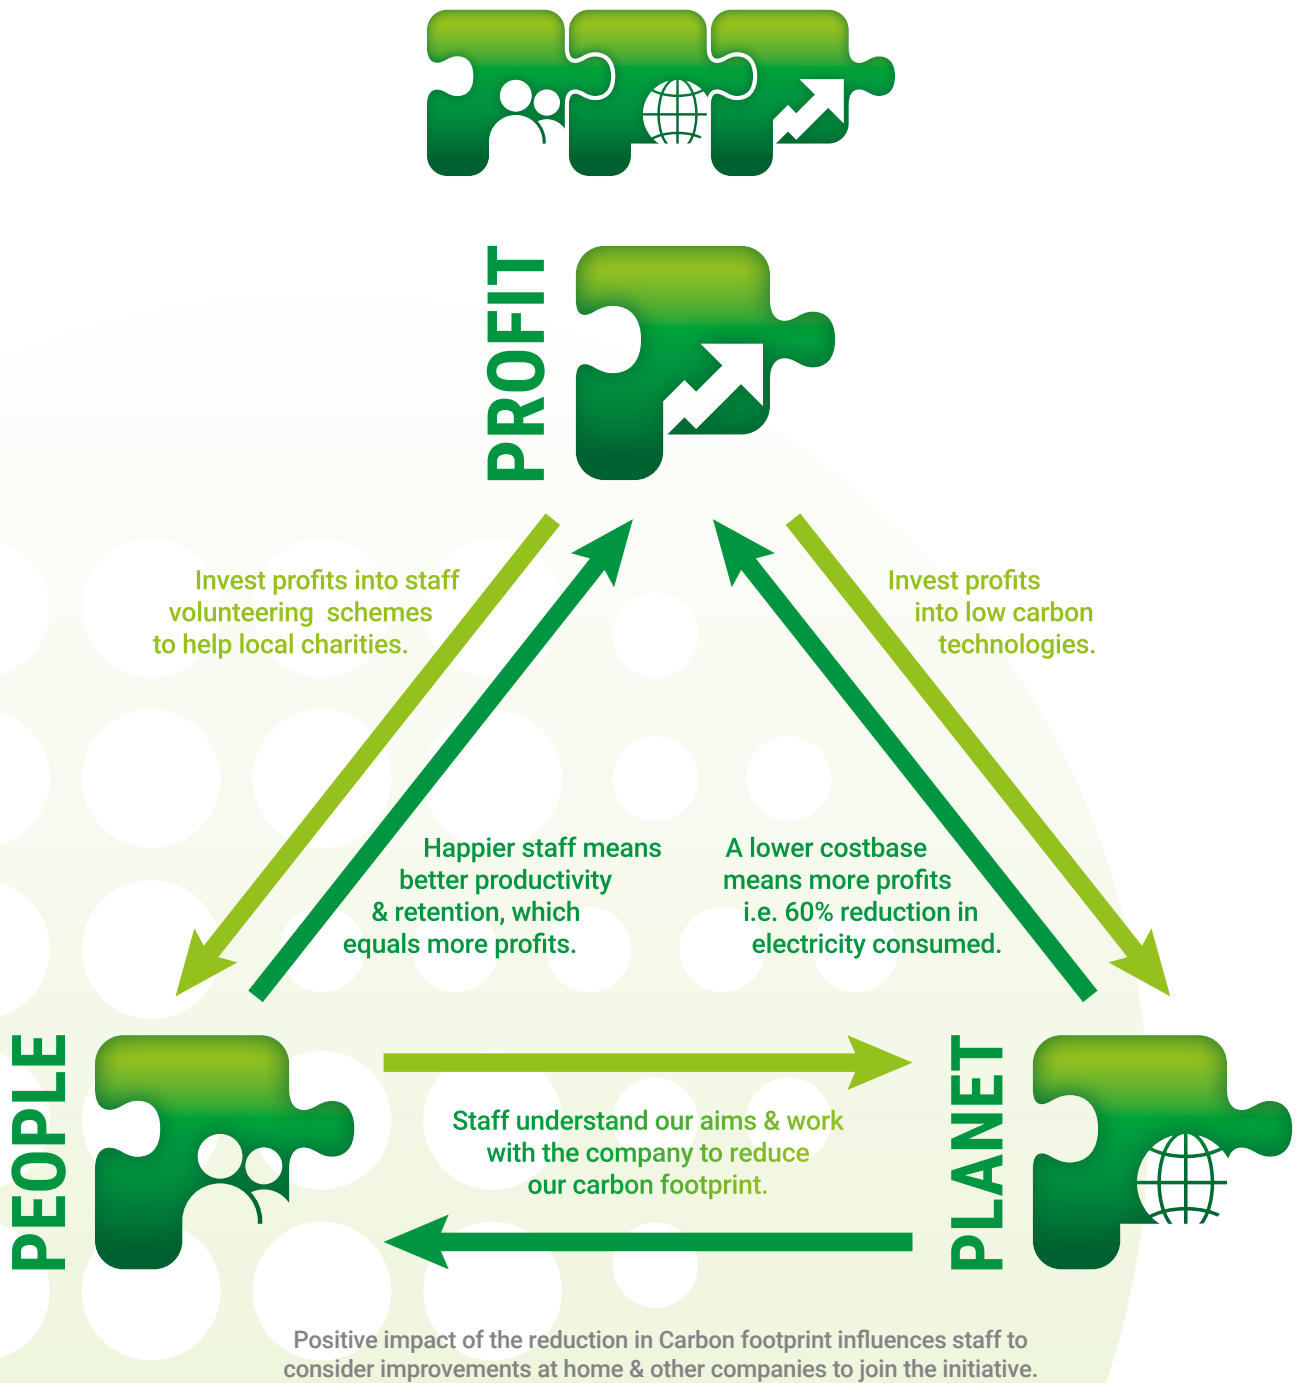 PROFIT
Invest profits into staff
volunteering schemes
to help local charities.
Invest profits
into low carbon
technologies.
Happier staff means
better productivity
& retention, which
equals more profits.
A lower costbase
means more profits
i.e. 60% reduction in
electricity consumed.
PEOPLE
Staff understand our aims & work
with the company to reduce
our carbon footprint.
PLANET
Positive impact of the reduction in Carbon footprint influences staff to
consider improvements at home & other companies to join the initiative.